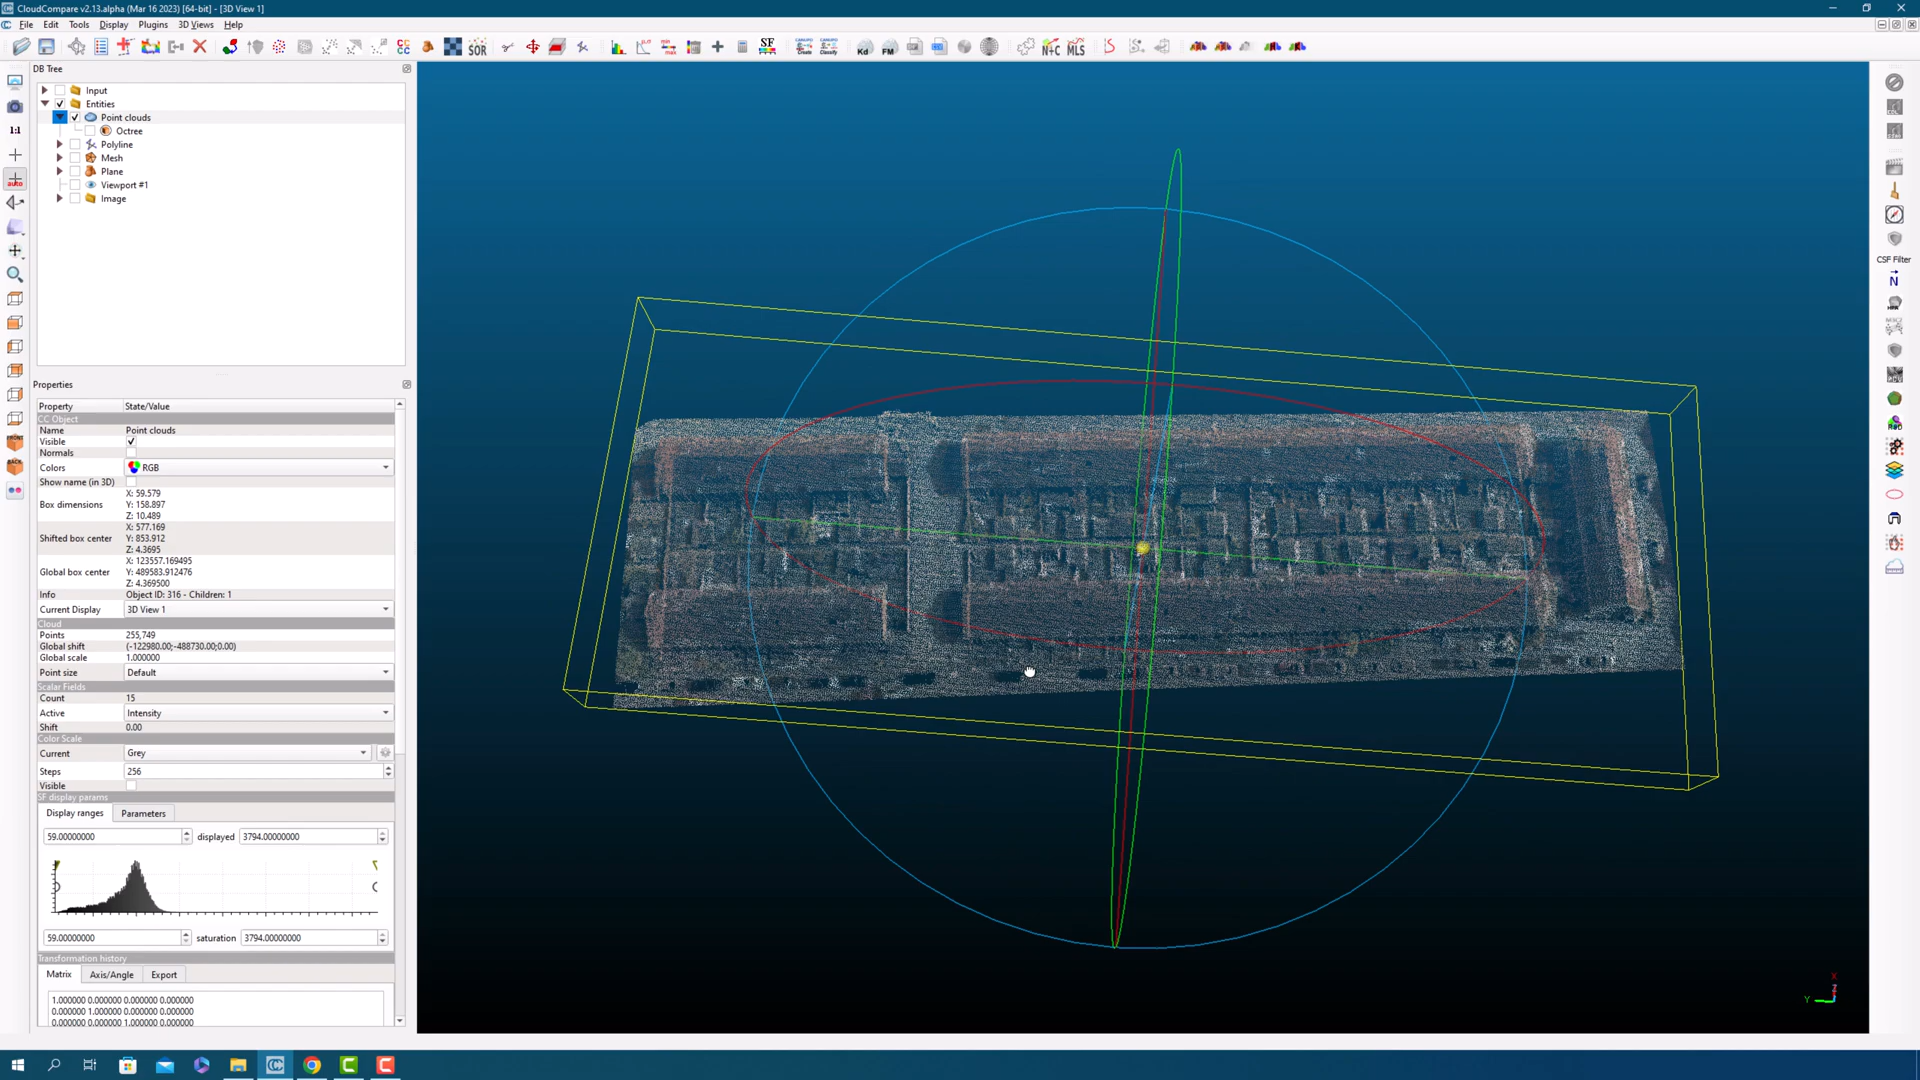 CloudCompare v2.13.alpha (Mar 16 2023) [64-bit] - [3D View 1]
File Edit Tools Display Plugins 3D Views Help
SOR SF Kd FM N+C MLS
DB Tree
Input
Entities
Point clouds
Octree
Polyline
Mesh
Plane
Viewport #1
Image
1:1
auto
FRONT
BACK
CSF Filter
N
Properties
Property State/Value
CC Object
Name Point clouds
Visible
Normals
Colors RGB
Show name (in 3D)
Box dimensions X: 59.579
Y: 158.897
Z: 10.489
Shifted box center X: 577.169
Y: 853.912
Z: 4.3695
Global box center X: 123557.169495
Y: 489583.912476
Z: 4.369500
Info Object ID: 316 - Children: 1
Current Display 3D View 1
Cloud
Points 255,749
Global shift (-122980.00;-488730.00;0.00)
Global scale 1.000000
Point size Default
Scalar Fields
Count 15
Active Intensity
Shift 0.00
Color Scale
Current Grey
Steps 256
Visible
SF display params
Display ranges Parameters
59.00000000 displayed 3794.00000000
59.00000000 saturation 3794.00000000
Transformation history
Matrix Axis/Angle Export
1.000000 0.000000 0.000000 0.000000
0.000000 1.000000 0.000000 0.000000
0.000000 0.000000 1.000000 0.000000
X
Z
Y